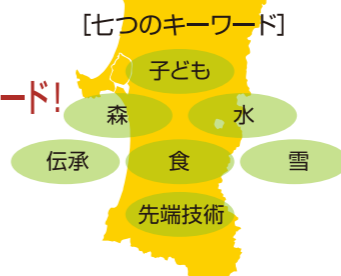 [七つのキーワード]
子ども
ード!
森 水
伝承 食 雪
先端技術